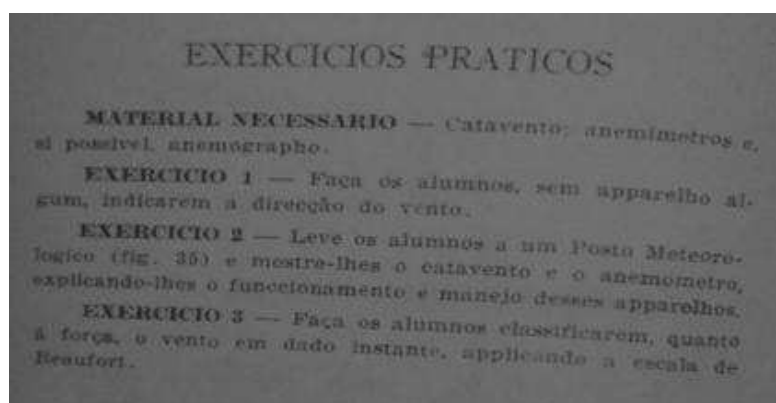 EXERCICIOS PRATICOS
MATERIAL NECESSARIO — Catavento; anemimetros e,
si possivel, anemographo.
EXERCICIO 1 — Faça os alumnos, sem apparelho al-
gum, indicarem a direcção do vento.
EXERCICIO 2 — Leve os alumnos a um Posto Meteoro-
logico (fig. 35) e mostre-lhes o catavento e o anemometro,
explicando-lhes o funccionamento e manejo desses apparelhos.
EXERCICIO 3 — Faça os alumnos classificarem, quanto
á força, o vento em dado instante, applicando a escala de
Beaufort.